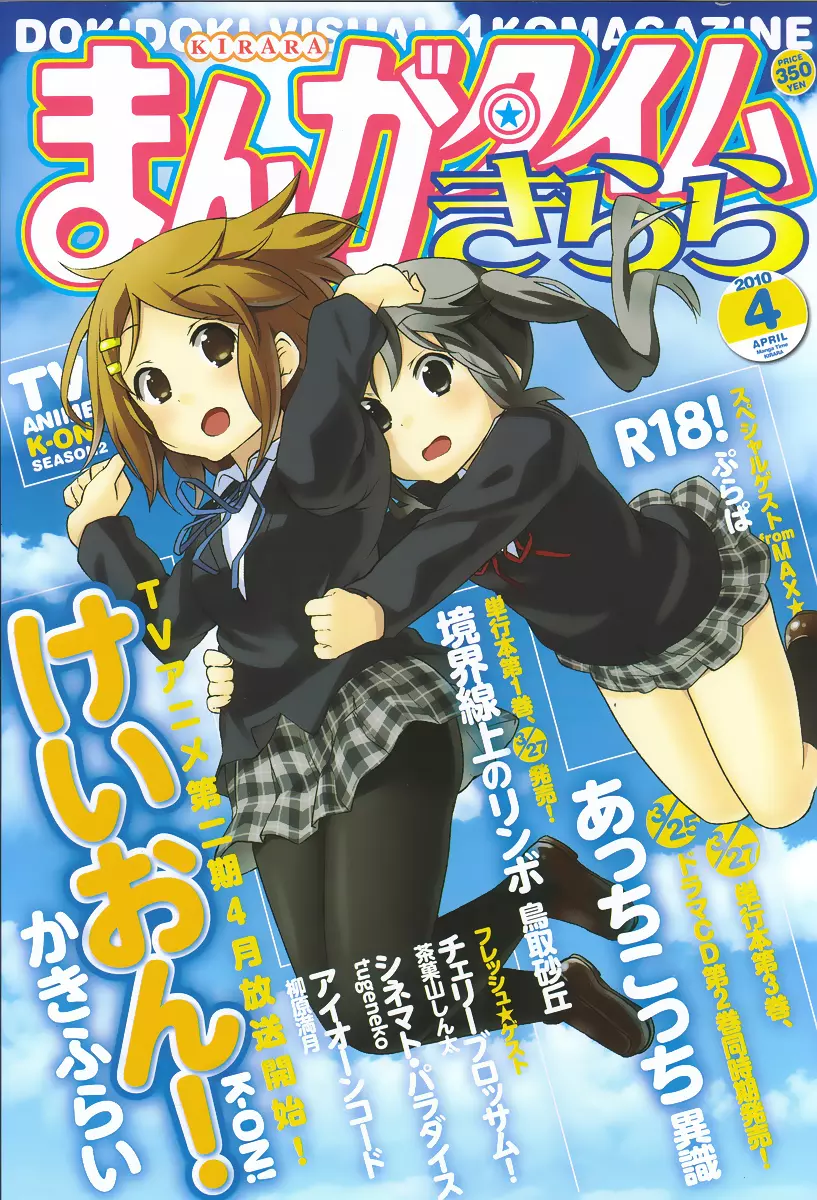 DOKIDOKI VISUAL 4KOMAGAZINE
KIRARA
まんがタイム
きらら
PRICE
350
YEN
2010
4
APRIL
Manga Time
KIRARA
TV
ANIME
K-ON
SEASON2
スペシャルゲストfromMAX★
R18!
ぷらぱ
TVアニメ第二期4月放送開始!
けいおん!
K-ON!
かきふらい
単行本第1巻、3/27発売!
境界線上のリンボ
鳥取砂丘
3/27 単行本第3巻、
3/25 ドラマCD第2巻同時期発売!
あっちこっち
異識
フレッシュ★ゲスト
チェリーブロッサム!
茶菓山しん太
シネマト・パラダイス
tugeneko
アイオーンコード
柳原満月